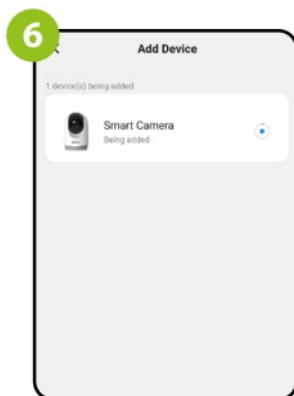 6
Add Device
1 device(s) being added
Smart Camera
Being added